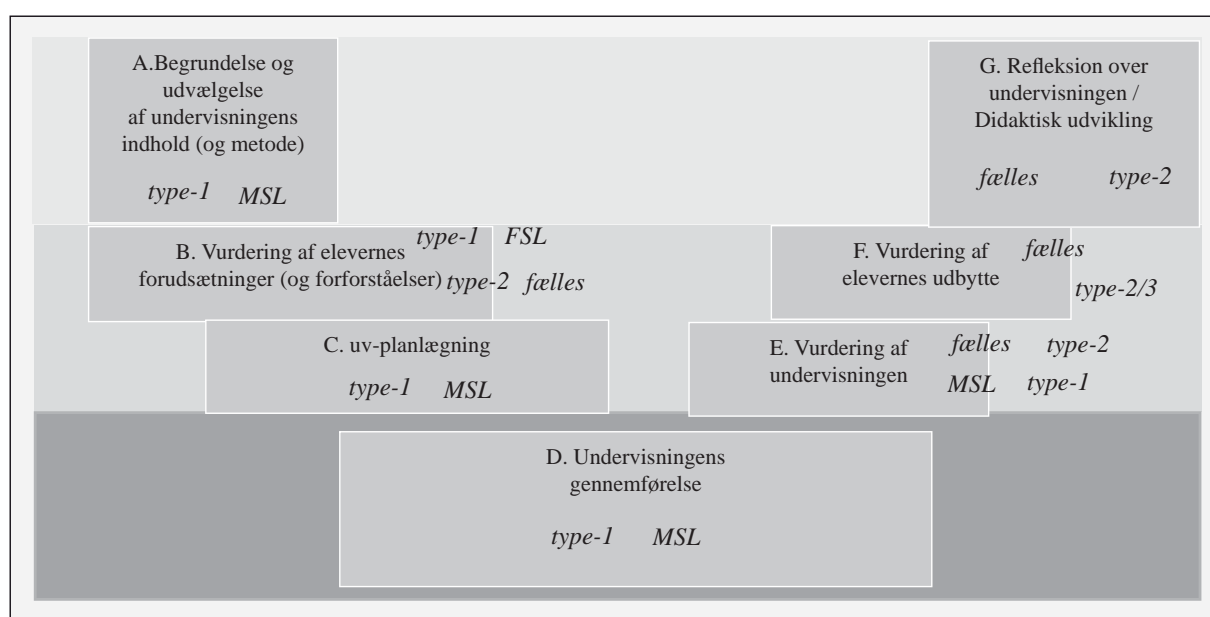 A.Begrundelse og
udvælgelse
af undervisningens
indhold (og metode)
type-1 MSL
G. Refleksion over
undervisningen /
Didaktisk udvikling
fælles type-2
B. Vurdering af elevernes
forudsætninger (og forforståelser)
type-1 FSL
type-2 fælles
F. Vurdering af
elevernes udbytte
fælles
type-2/3
C. uv-planlægning
type-1 MSL
E. Vurdering af
undervisningen
fælles type-2
MSL type-1
D. Undervisningens
gennemførelse
type-1 MSL